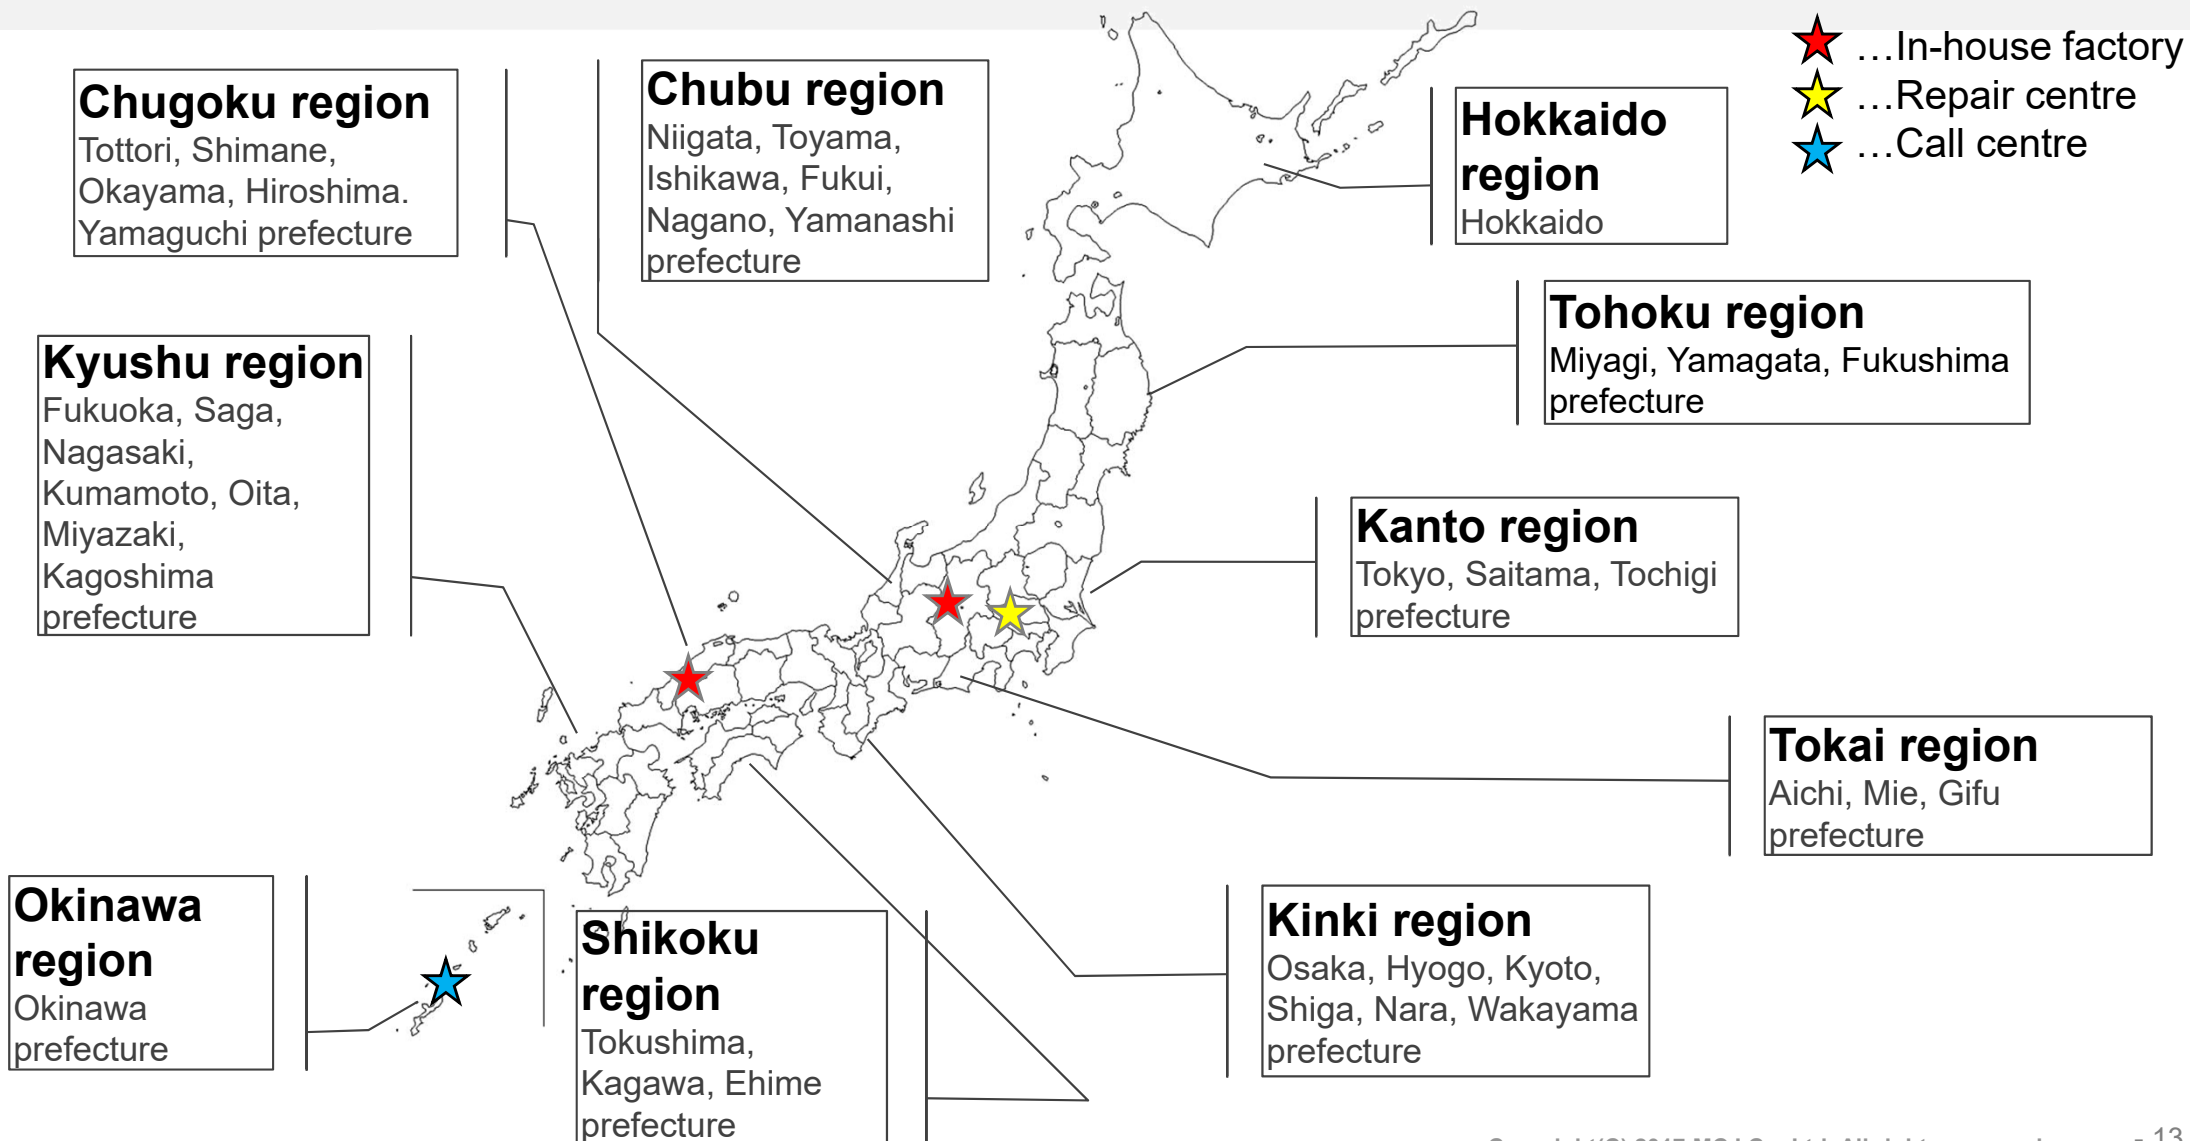 …In-house factory
…Repair centre
…Call centre
Chugoku region
Tottori, Shimane,
Okayama, Hiroshima.
Yamaguchi prefecture
Chubu region
Niigata, Toyama,
Ishikawa, Fukui,
Nagano, Yamanashi
prefecture
Hokkaido
region
Hokkaido
Tohoku region
Miyagi, Yamagata, Fukushima
prefecture
Kyushu region
Fukuoka, Saga,
Nagasaki,
Kumamoto, Oita,
Miyazaki,
Kagoshima
prefecture
Kanto region
Tokyo, Saitama, Tochigi
prefecture
Tokai region
Aichi, Mie, Gifu
prefecture
Okinawa
region
Okinawa
prefecture
Shikoku
region
Tokushima,
Kagawa, Ehime
prefecture
Kinki region
Osaka, Hyogo, Kyoto,
Shiga, Nara, Wakayama
prefecture
13